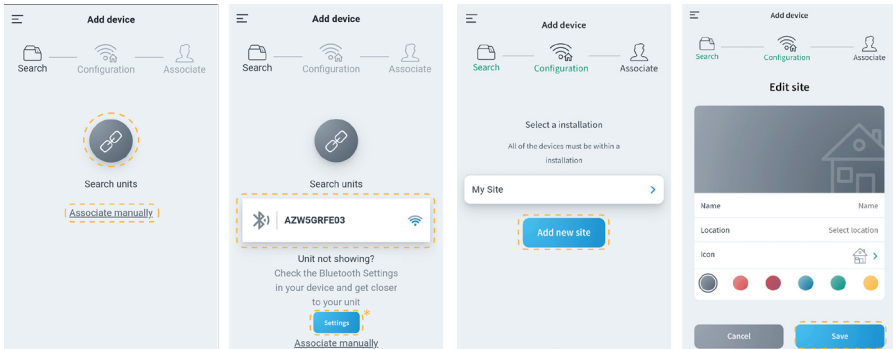 Add device
Search
Configuration
Associate
Search units
Associate manually
Add device
Search
Configuration
Associate
Search units
AZW5GRFE03
Unit not showing?
Check the Bluetooth Settings
in your device and get closer
to your unit
Settings
*
Associate manually
Add device
Search
Configuration
Associate
Select a installation
All of the devices must be within a
installation
My Site
Add new site
Add device
Search
Configuration
Associate
Edit site
Name Name
Location Select location
Icon
Cancel
Save